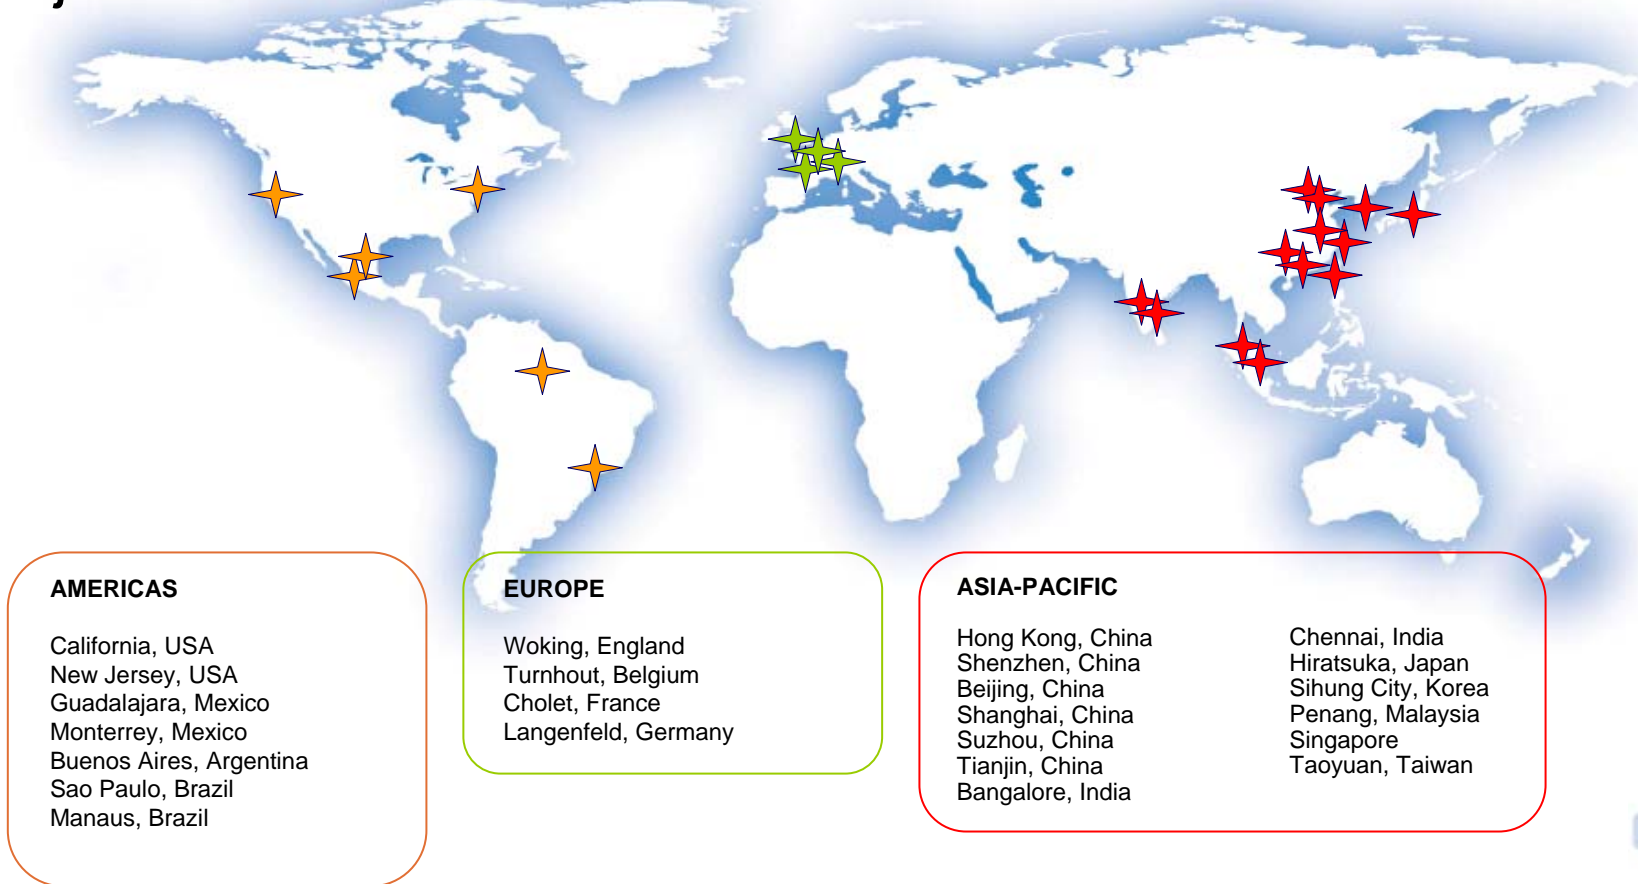 AMERICAS
California, USA
New Jersey, USA
Guadalajara, Mexico
Monterrey, Mexico
Buenos Aires, Argentina
Sao Paulo, Brazil
Manaus, Brazil
EUROPE
Woking, England
Turnhout, Belgium
Cholet, France
Langenfeld, Germany
ASIA-PACIFIC
Hong Kong, China
Shenzhen, China
Beijing, China
Shanghai, China
Suzhou, China
Tianjin, China
Bangalore, India
Chennai, India
Hiratsuka, Japan
Sihung City, Korea
Penang, Malaysia
Singapore
Taoyuan, Taiwan